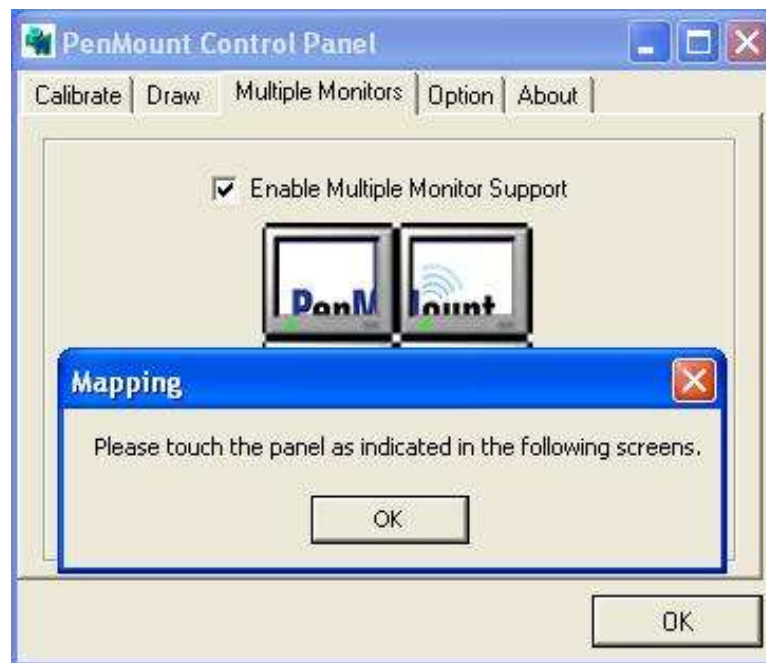 PenMount Control Panel
Calibrate Draw Multiple Monitors Option About
Enable Multiple Monitor Support
PenMount
Mapping
Please touch the panel as indicated in the following screens.
OK
OK